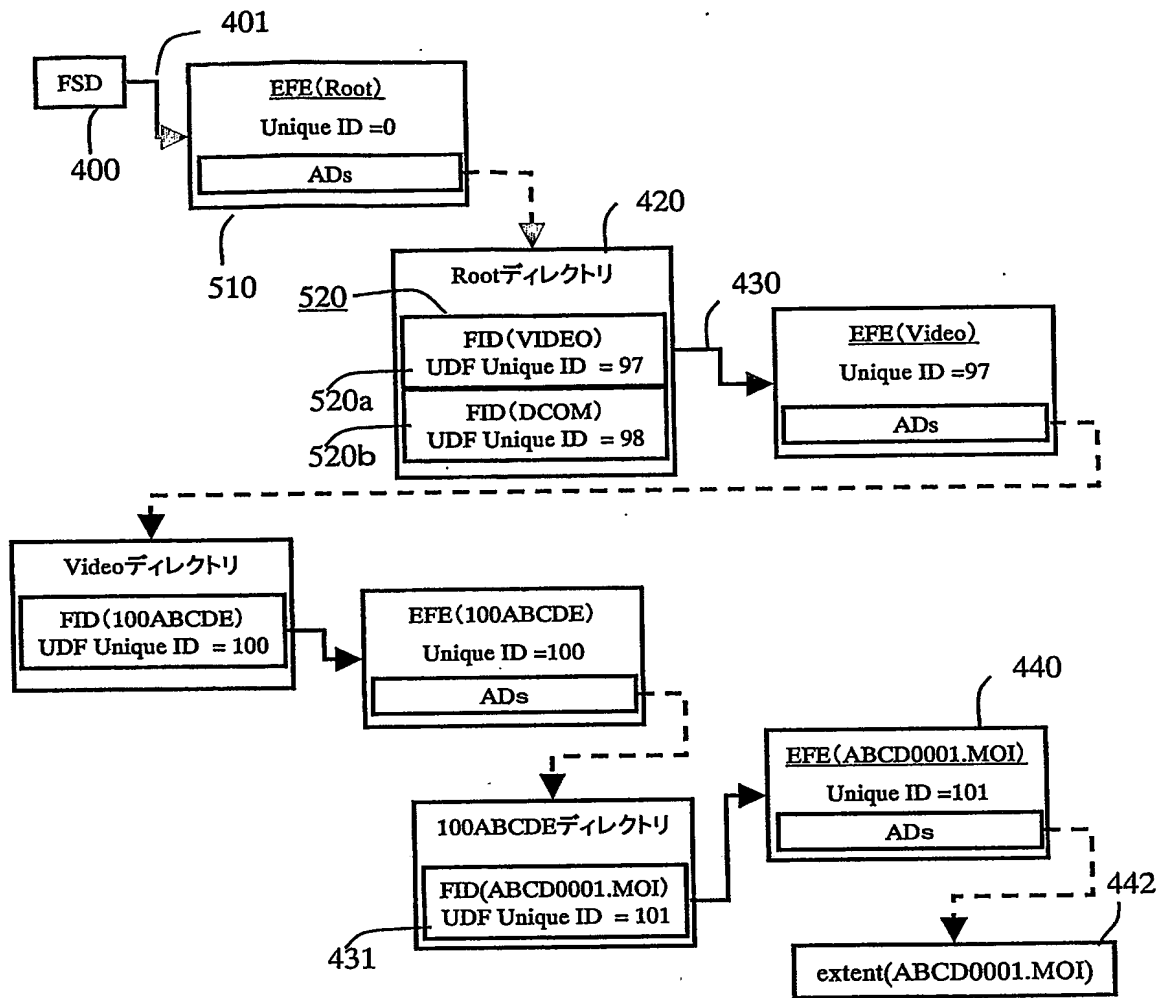 401
FSD
400
EFE(Root)
Unique ID =0
ADs
510
420
Rootディレクトリ
520
FID(VIDEO)
UDF Unique ID = 97
520a
FID(DCOM)
UDF Unique ID = 98
520b
430
EFE(Video)
Unique ID =97
ADs
Videoディレクトリ
FID(100ABCDE)
UDF Unique ID = 100
EFE(100ABCDE)
Unique ID =100
ADs
440
EFE(ABCD0001.MOI)
Unique ID =101
ADs
100ABCDEディレクトリ
FID(ABCD0001.MOI)
UDF Unique ID = 101
431
442
extent(ABCD0001.MOI)